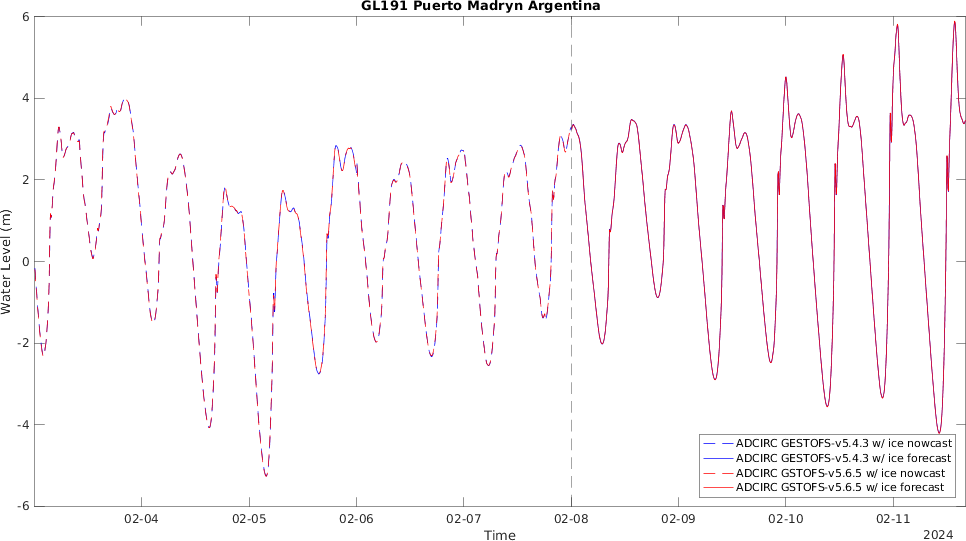 GL191 Puerto Madryn Argentina
6
4
2
0
-2
-4
-6
Water Level (m)
ADCIRC GESTOFS-v5.4.3 w/ ice nowcast
ADCIRC GESTOFS-v5.4.3 w/ ice forecast
ADCIRC GSTOFS-v5.6.5 w/ ice nowcast
ADCIRC GSTOFS-v5.6.5 w/ ice forecast
02-04 02-05 02-06 02-07 02-08 02-09 02-10 02-11
Time
2024